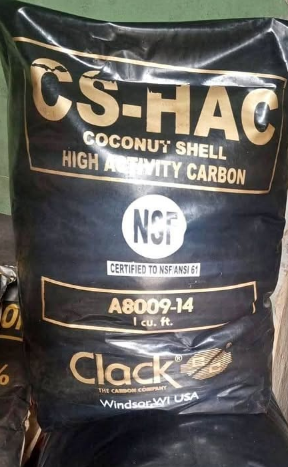 CS-HAC
COCONUT SHELL
HIGH ACTIVITY CARBON
NSF
CERTIFIED TO NSF/ANSI 61
A8009-14
1 cu. ft.
Clack®
THE CARBON COMPANY
Windsor, WI USA
%